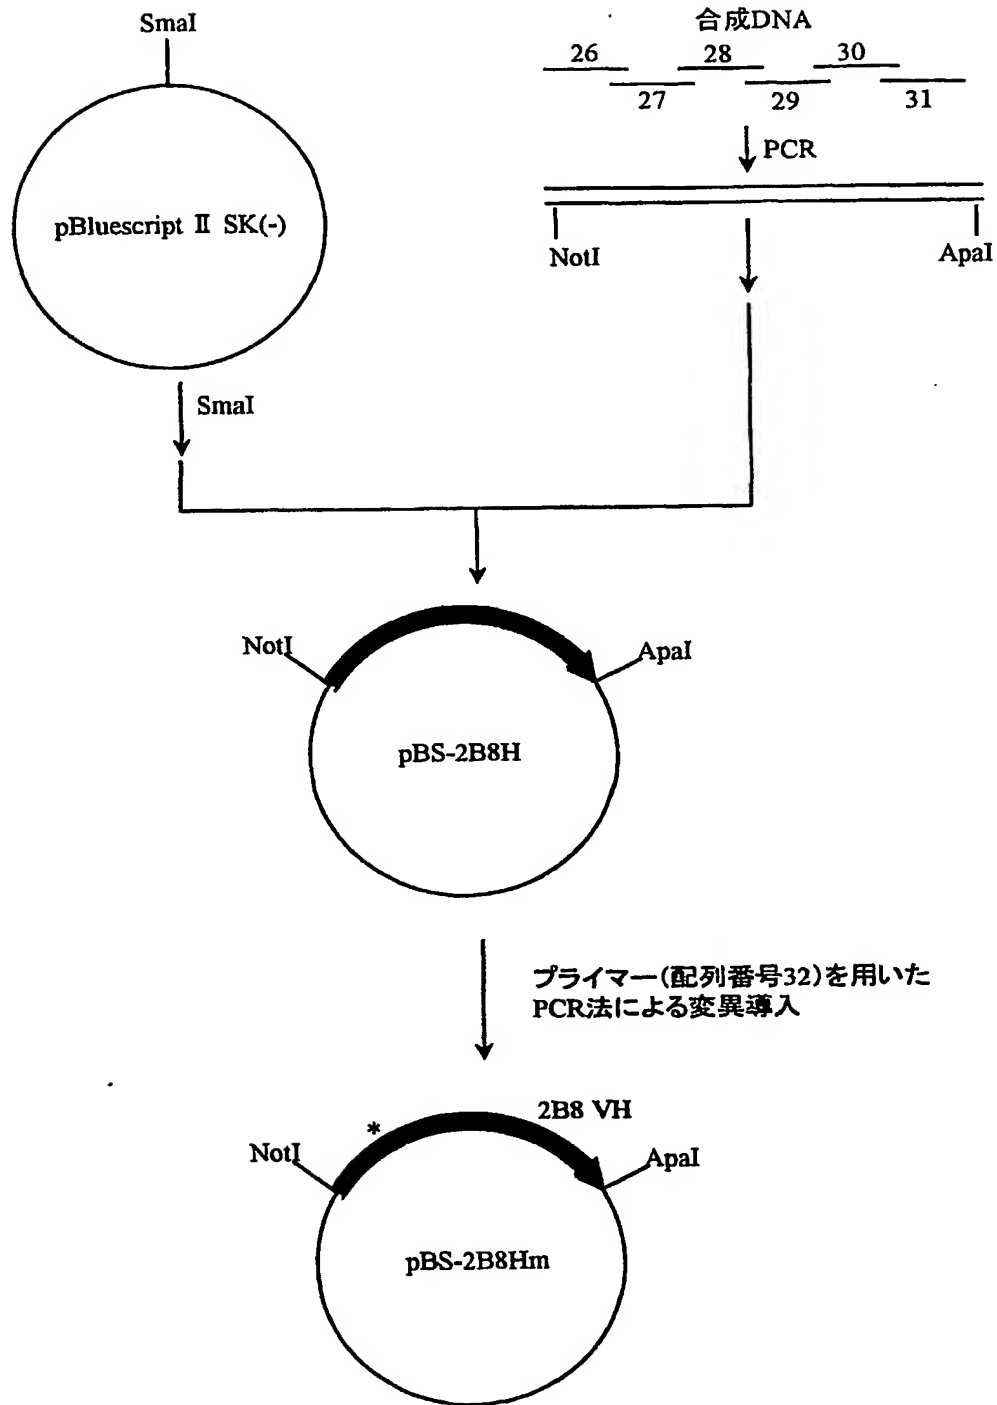 SmaI
合成DNA
26
28
30
27
29
31
PCR
pBluescript Ⅱ SK(-)
NotI
ApaI
SmaI
NotI
ApaI
pBS-2B8H
プライマー(配列番号32)を用いた
PCR法による変異導入
2B8 VH
*
NotI
ApaI
pBS-2B8Hm